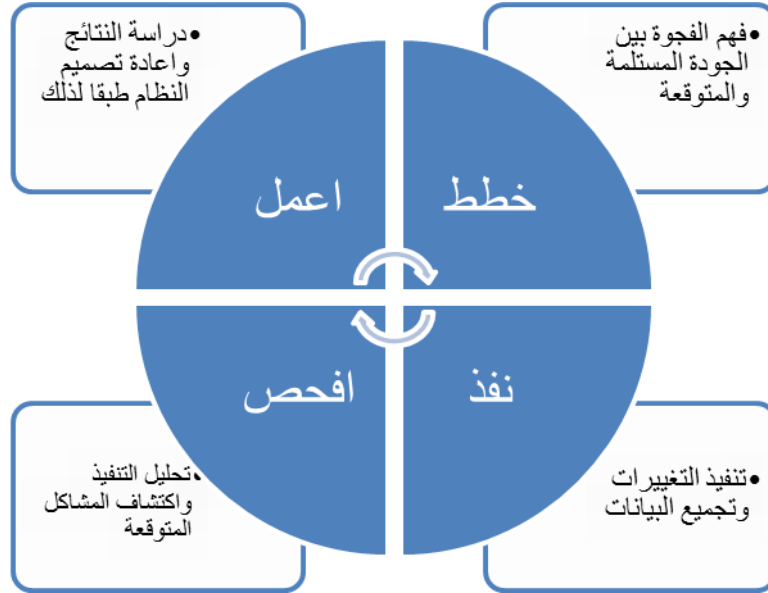 • فهم الفجوة بين
الجودة المستلمة
والمتوقعة
خطط
• دراسة النتائج
واعادة تصميم
النظام طبقا لذلك
اعمل
نفذ
• تنفيذ التغييرات
وتجميع البيانات
افحص
• تحليل التنفيذ
واكتشاف المشاكل
المتوقعة